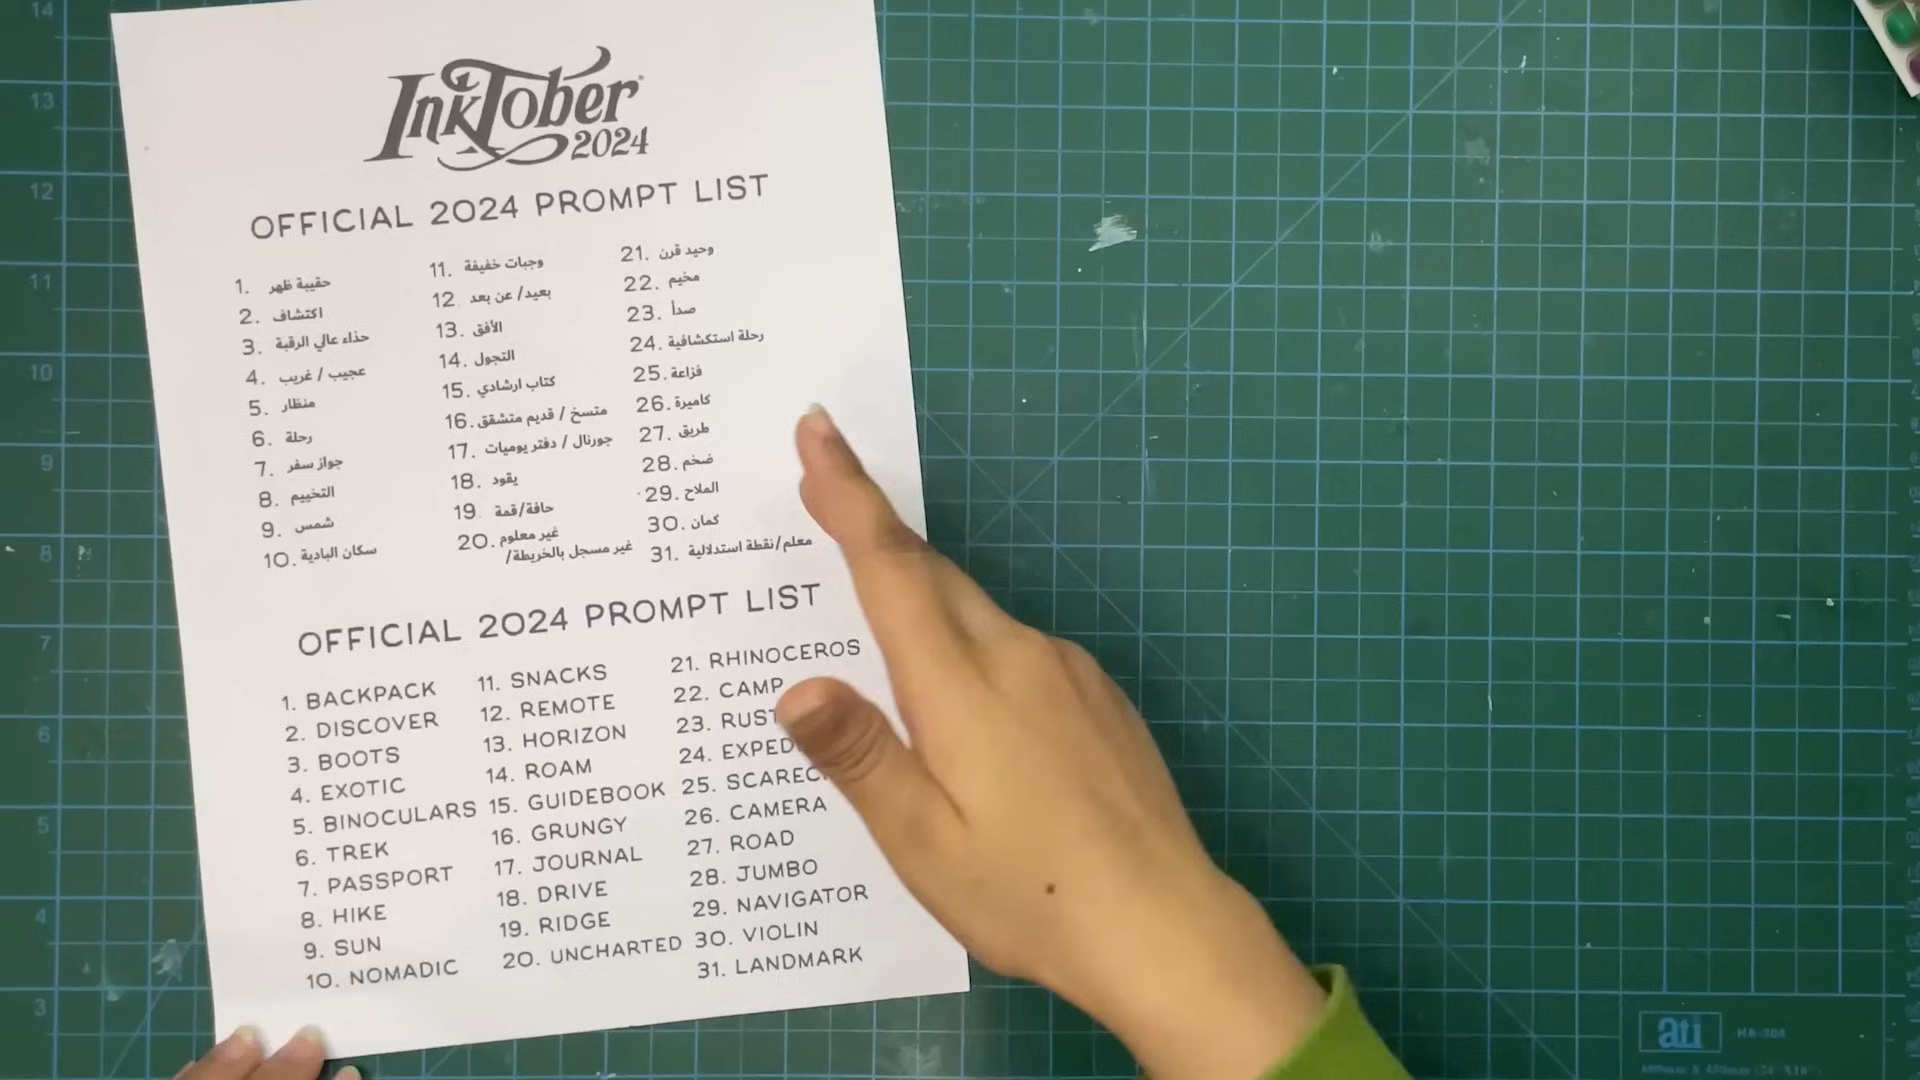 InkTober
2024
OFFICIAL 2024 PROMPT LIST
1. حقيبة ظهر
2. اكتشاف
3. حذاء عالي الرقبة
4. عجيب / غريب
5. منظار
6. رحلة
7. جواز سفر
8. التخييم
9. شمس
10. سكان البادية
11. وجبات خفيفة
12 بعيد/ عن بعد
13. الأفق
14. التجول
15. كتاب ارشادي
16. متسخ / قديم متشقق
17. جورنال / دفتر يوميات
18. يقود
19. حافة/قمة
20. غير معلوم
غير مسجل بالخريطة/
21. وحيد قرن
22. مخيم
23. صدأ
24. رحلة استكشافية
25. فزاعة
26. كاميرة
27. طريق
28. ضخم
29. الملاح
30. كمان
31. معلم/نقطة استدلالية
OFFICIAL 2024 PROMPT LIST
1. BACKPACK
2. DISCOVER
3. BOOTS
4. EXOTIC
5. BINOCULARS
6. TREK
7. PASSPORT
8. HIKE
9. SUN
10. NOMADIC
11. SNACKS
12. REMOTE
13. HORIZON
14. ROAM
15. GUIDEBOOK
16. GRUNGY
17. JOURNAL
18. DRIVE
19. RIDGE
20. UNCHARTED
21. RHINOCEROS
22. CAMP
23. RUST
24. EXPED
25. SCAREC
26. CAMERA
27. ROAD
28. JUMBO
29. NAVIGATOR
30. VIOLIN
31. LANDMARK
14
13
12
11
10
9
8
7
6
5
4
3
ati
HA-304